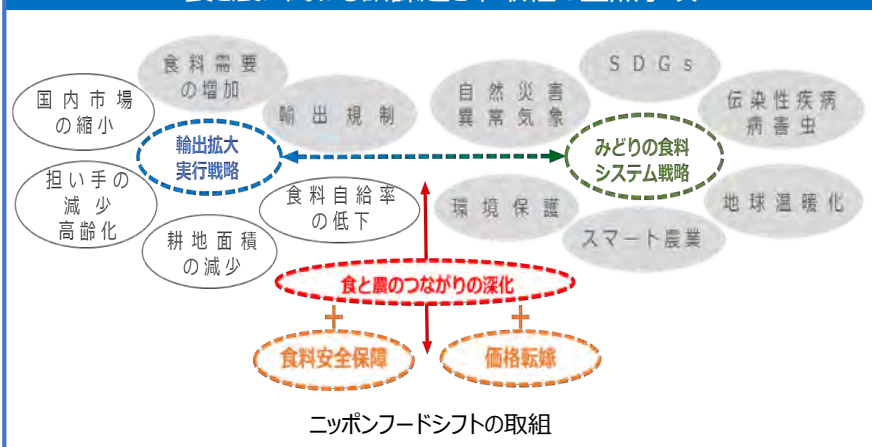 食料需要
の増加
SDGs
国内市場
の縮小
輸出規制
自然災害
異常気象
伝染性疾病
病害虫
輸出拡大
実行戦略
みどりの食料
システム戦略
担い手の
減少
高齢化
食料自給率
の低下
環境保護
地球温暖化
耕地面積
の減少
スマート農業
食と農のつながりの深化
+
+
食料安全保障
価格転嫁
ニッポンフードシフトの取組